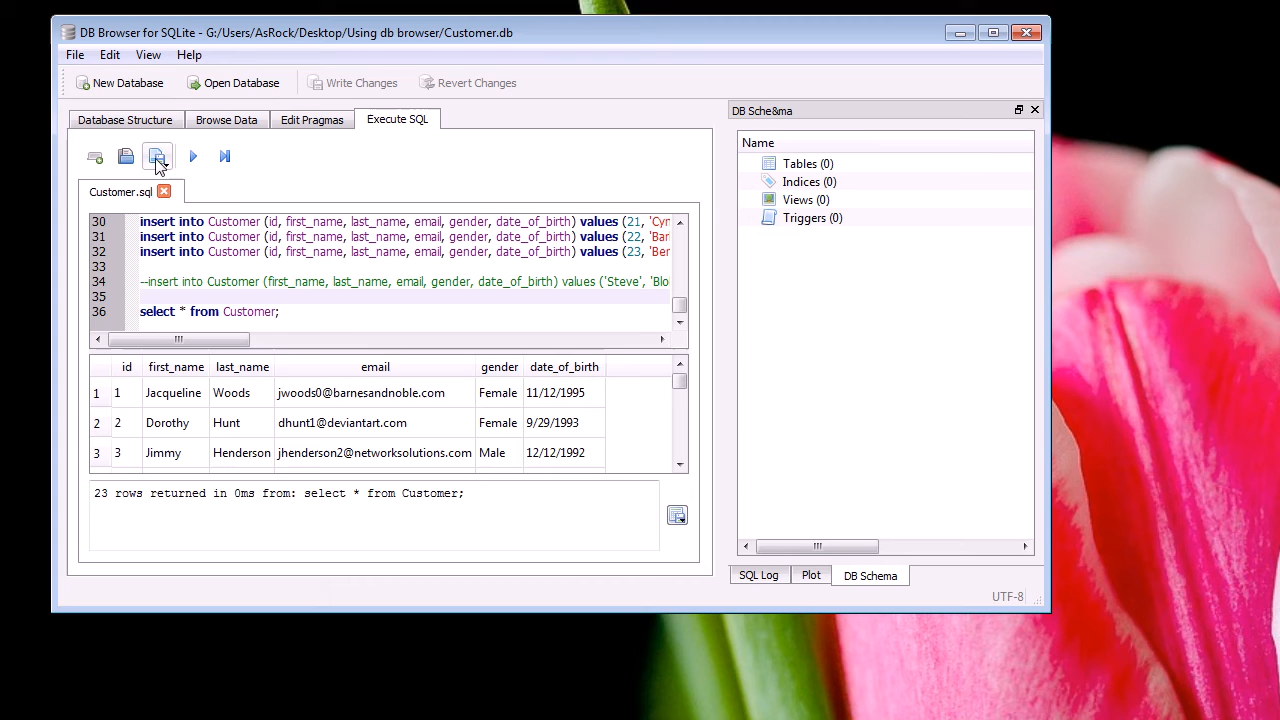 DB Browser for SQLite - G:/Users/AsRock/Desktop/Using db browser/Customer.db
File Edit View Help
New Database Open Database Write Changes Revert Changes
Database Structure Browse Data Edit Pragmas Execute SQL
Customer.sql
30 insert into Customer (id, first_name, last_name, email, gender, date_of_birth) values (21, 'Cyn
31 insert into Customer (id, first_name, last_name, email, gender, date_of_birth) values (22, 'Bar
32 insert into Customer (id, first_name, last_name, email, gender, date_of_birth) values (23, 'Ber
33
34 --insert into Customer (first_name, last_name, email, gender, date_of_birth) values ('Steve', 'Blo
35
36 select * from Customer;
id first_name last_name email gender date_of_birth
1 1 Jacqueline Woods jwoods0@barnesandnoble.com Female 11/12/1995
2 2 Dorothy Hunt dhunt1@deviantart.com Female 9/29/1993
3 3 Jimmy Henderson jhenderson2@networksolutions.com Male 12/12/1992
23 rows returned in 0ms from: select * from Customer;
DB Sche&ma
Name
Tables (0)
Indices (0)
Views (0)
Triggers (0)
SQL Log Plot DB Schema
UTF-8